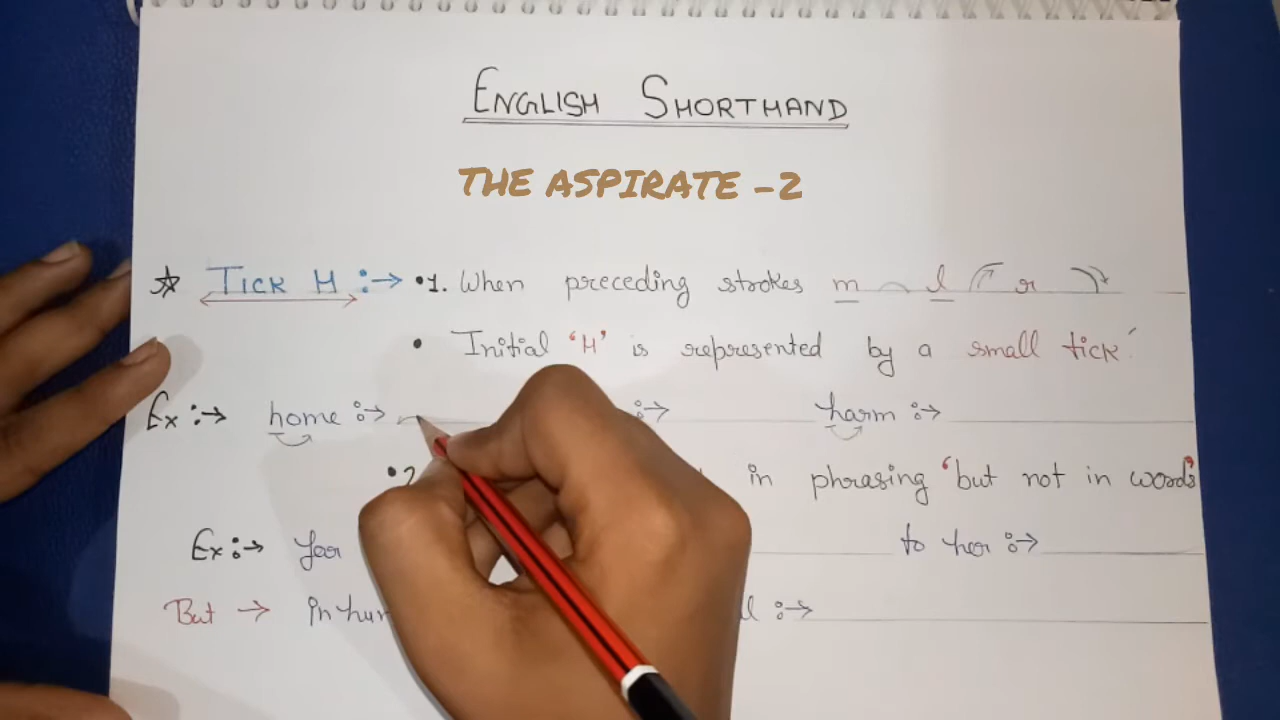 ENGLISH SHORTHAND
THE ASPIRATE -2
☆ TICK H :→ •1. When preceding strokes m l r
• Initial 'H' is represented by a small tick.
Ex :→ home :→ :→ harm :→
•2 in phrasing 'but not in words'
Ex :→ for to her :→
But → in hu :→